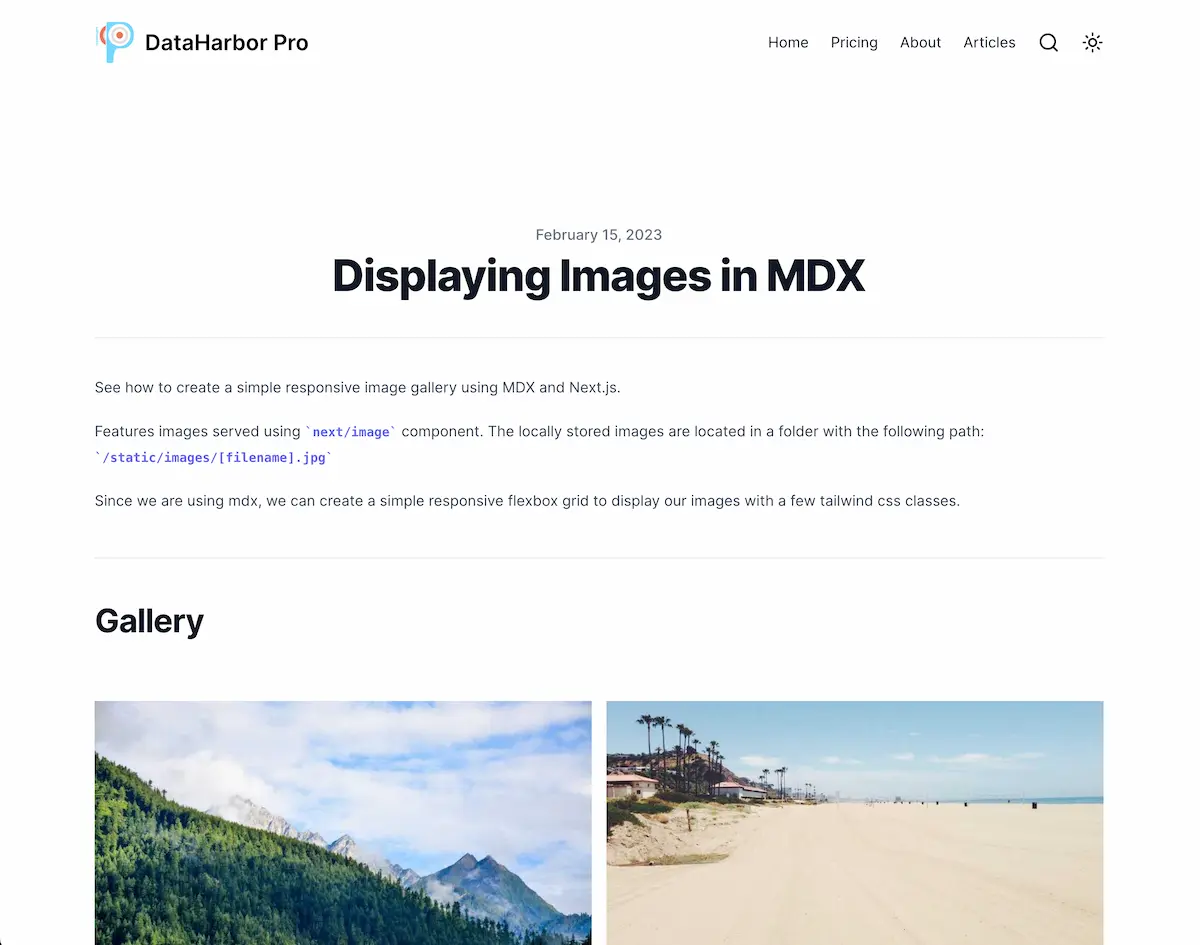 DataHarbor Pro
Home Pricing About Articles
February 15, 2023
Displaying Images in MDX
See how to create a simple responsive image gallery using MDX and Next.js.
Features images served using `next/image` component. The locally stored images are located in a folder with the following path:
`/static/images/[filename].jpg`
Since we are using mdx, we can create a simple responsive flexbox grid to display our images with a few tailwind css classes.
Gallery